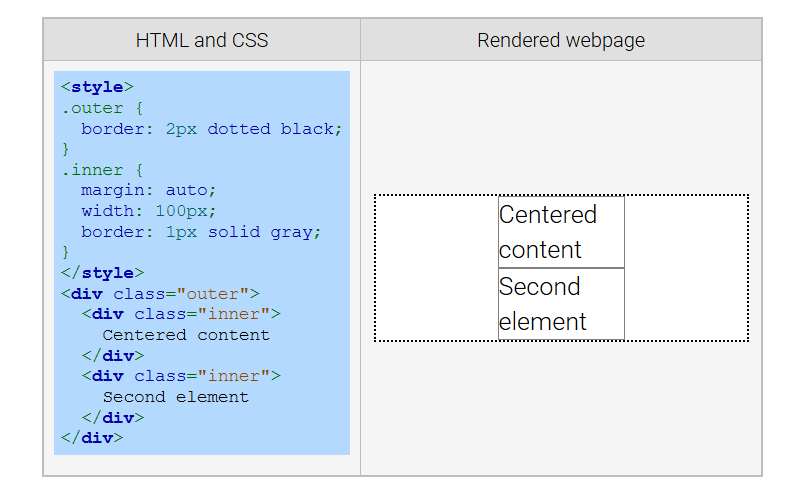 HTML and CSS
Rendered webpage
<style>
.outer {
  border: 2px dotted black;
}
.inner {
  margin: auto;
  width: 100px;
  border: 1px solid gray;
}
</style>
<div class="outer">
  <div class="inner">
    Centered content
  </div>
  <div class="inner">
    Second element
  </div>
</div>
Centered
content
Second
element